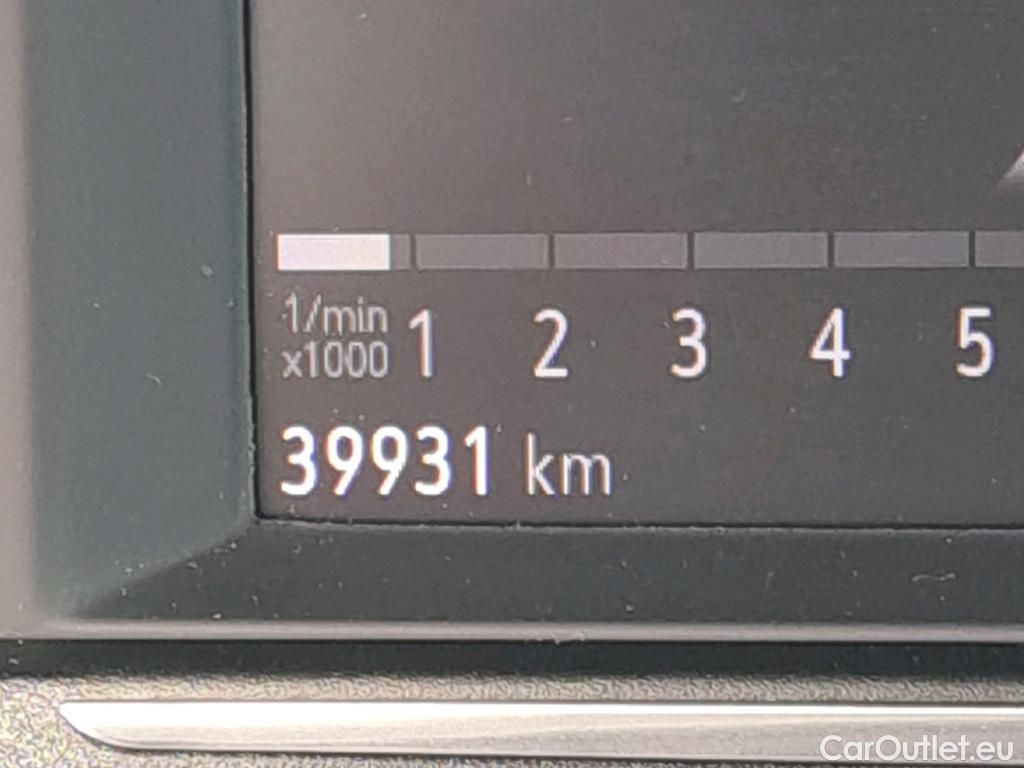 1/min
x1000 1 2 3 4 5
39931 km
CarOutlet.eu